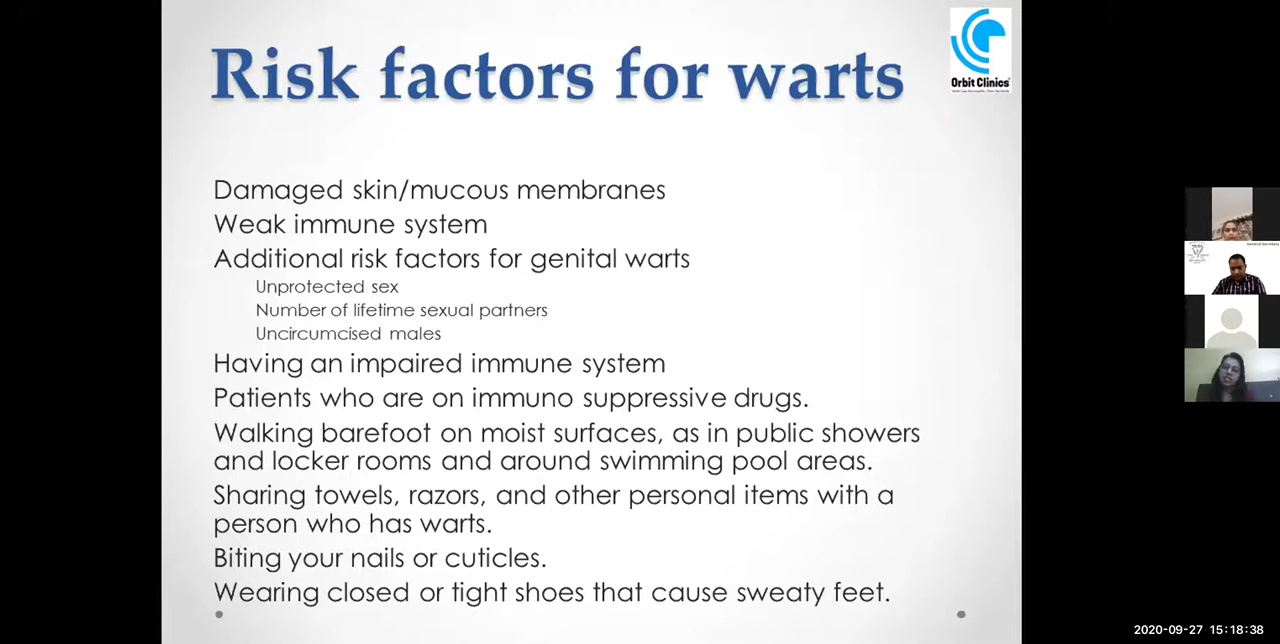 Risk factors for warts
Orbit Clinics
Damaged skin/mucous membranes
Weak immune system
Additional risk factors for genital warts
Unprotected sex
Number of lifetime sexual partners
Uncircumcised males
Having an impaired immune system
Patients who are on immuno suppressive drugs.
Walking barefoot on moist surfaces, as in public showers
and locker rooms and around swimming pool areas.
Sharing towels, razors, and other personal items with a
person who has warts.
Biting your nails or cuticles.
Wearing closed or tight shoes that cause sweaty feet.
2020-09-27 15:18:38